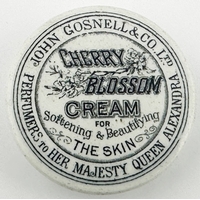 JOHN GOSNELL & CO. LTD
CHERRY
BLOSSOM
CREAM
FOR
Softening & Beautifying
THE SKIN
PERFUMERS TO HER MAJESTY QUEEN ALEXANDRA